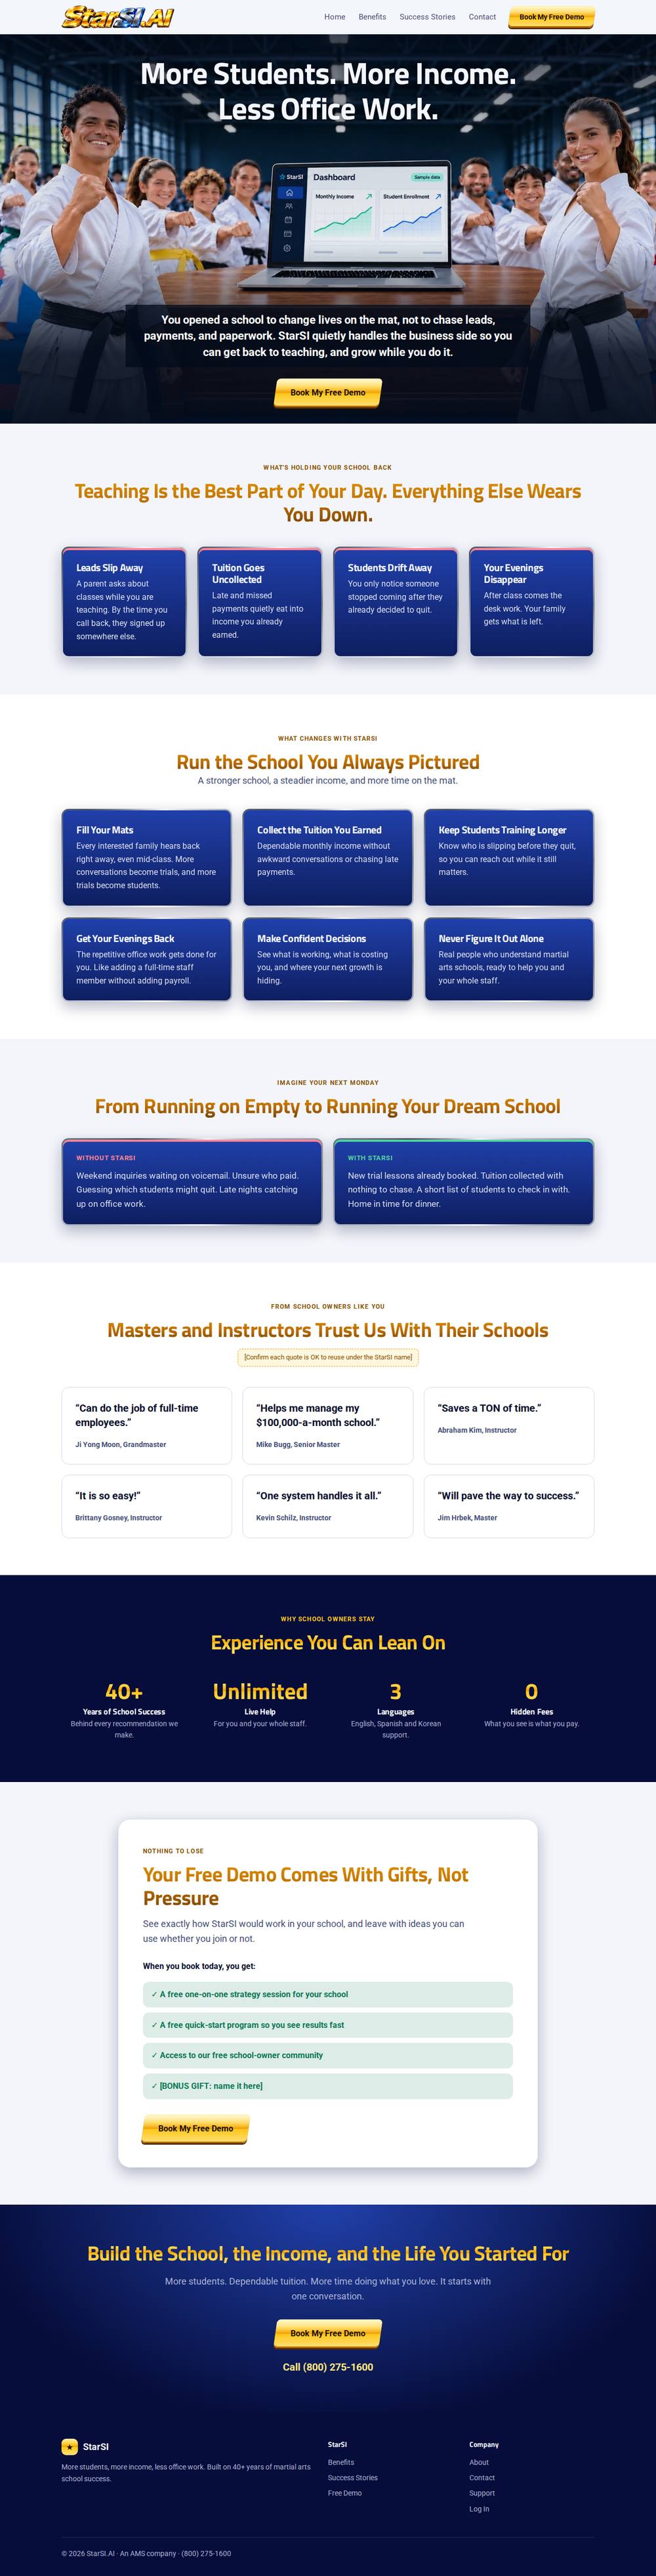 StarSI.AI
Home
Benefits
Success Stories
Contact
Book My Free Demo
More Students. More Income.
Less Office Work.
StarSI
Dashboard
Sample data
Monthly Income
Student Enrollment
You opened a school to change lives on the mat, not to chase leads,
payments, and paperwork. StarSI quietly handles the business side so you
can get back to teaching, and grow while you do it.
Book My Free Demo
WHAT'S HOLDING YOUR SCHOOL BACK
Teaching Is the Best Part of Your Day. Everything Else Wears
You Down.
Leads Slip Away
A parent asks about
classes while you are
teaching. By the time you
call back, they signed up
somewhere else.
Tuition Goes
Uncollected
Late and missed
payments quietly eat into
income you already
earned.
Students Drift Away
You only notice someone
stopped coming after they
already decided to quit.
Your Evenings
Disappear
After class comes the
desk work. Your family
gets what is left.
WHAT CHANGES WITH STARSI
Run the School You Always Pictured
A stronger school, a steadier income, and more time on the mat.
Fill Your Mats
Every interested family hears back
right away, even mid-class. More
conversations become trials, and more
trials become students.
Collect the Tuition You Earned
Dependable monthly income without
awkward conversations or chasing late
payments.
Keep Students Training Longer
Know who is slipping before they quit,
so you can reach out while it still
matters.
Get Your Evenings Back
The repetitive office work gets done for
you. Like adding a full-time staff
member without adding payroll.
Make Confident Decisions
See what is working, what is costing
you, and where your next growth is
hiding.
Never Figure It Out Alone
Real people who understand martial
arts schools, ready to help you and
your whole staff.
IMAGINE YOUR NEXT MONDAY
From Running on Empty to Running Your Dream School
WITHOUT STARSI
Weekend inquiries waiting on voicemail. Unsure who paid.
Guessing which students might quit. Late nights catching
up on office work.
WITH STARSI
New trial lessons already booked. Tuition collected with
nothing to chase. A short list of students to check in with.
Home in time for dinner.
FROM SCHOOL OWNERS LIKE YOU
Masters and Instructors Trust Us With Their Schools
[Confirm each quote is OK to reuse under the StarSI name]
“Can do the job of full-time
employees.”
Ji Yong Moon, Grandmaster
“Helps me manage my
$100,000-a-month school.”
Mike Bugg, Senior Master
“Saves a TON of time.”
Abraham Kim, Instructor
“It is so easy!”
Brittany Gosney, Instructor
“One system handles it all.”
Kevin Schilz, Instructor
“Will pave the way to success.”
Jim Hrbek, Master
WHY SCHOOL OWNERS STAY
Experience You Can Lean On
40+
Years of School Success
Behind every recommendation we
make.
Unlimited
Live Help
For you and your whole staff.
3
Languages
English, Spanish and Korean
support.
0
Hidden Fees
What you see is what you pay.
NOTHING TO LOSE
Your Free Demo Comes With Gifts, Not
Pressure
See exactly how StarSI would work in your school, and leave with ideas you can
use whether you join or not.
When you book today, you get:
✓ A free one-on-one strategy session for your school
✓ A free quick-start program so you see results fast
✓ Access to our free school-owner community
✓ [BONUS GIFT: name it here]
Book My Free Demo
Build the School, the Income, and the Life You Started For
More students. Dependable tuition. More time doing what you love. It starts with
one conversation.
Book My Free Demo
Call (800) 275-1600
★ StarSI
More students, more income, less office work. Built on 40+ years of martial arts
school success.
StarSI
Benefits
Success Stories
Free Demo
Company
About
Contact
Support
Log In
© 2026 StarSI.AI · An AMS company · (800) 275-1600